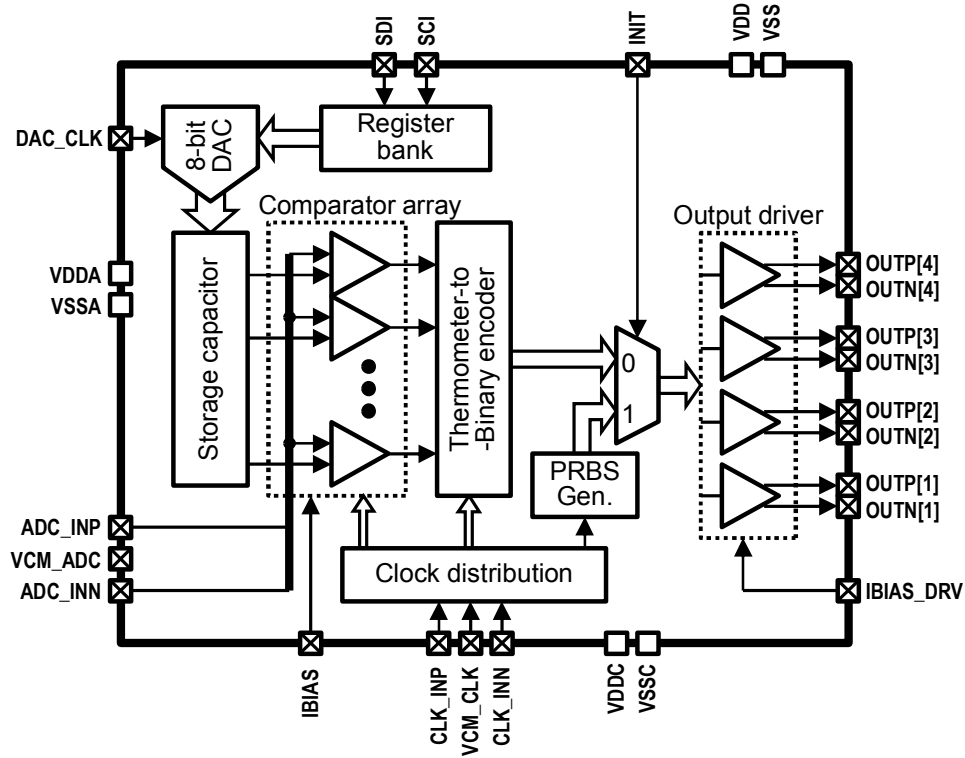 SDI
SCI
INIT
VDD
VSS
DAC_CLK
8-bit
DAC
Register
bank
Comparator array
Output driver
VDDA
VSSA
Storage capacitor
Thermometer-to
-Binary encoder
0
1
PRBS
Gen.
OUTP[4]
OUTN[4]
OUTP[3]
OUTN[3]
OUTP[2]
OUTN[2]
OUTP[1]
OUTN[1]
ADC_INP
VCM_ADC
ADC_INN
Clock distribution
IBIAS_DRV
IBIAS
CLK_INP
VCM_CLK
CLK_INN
VDDC
VSSC